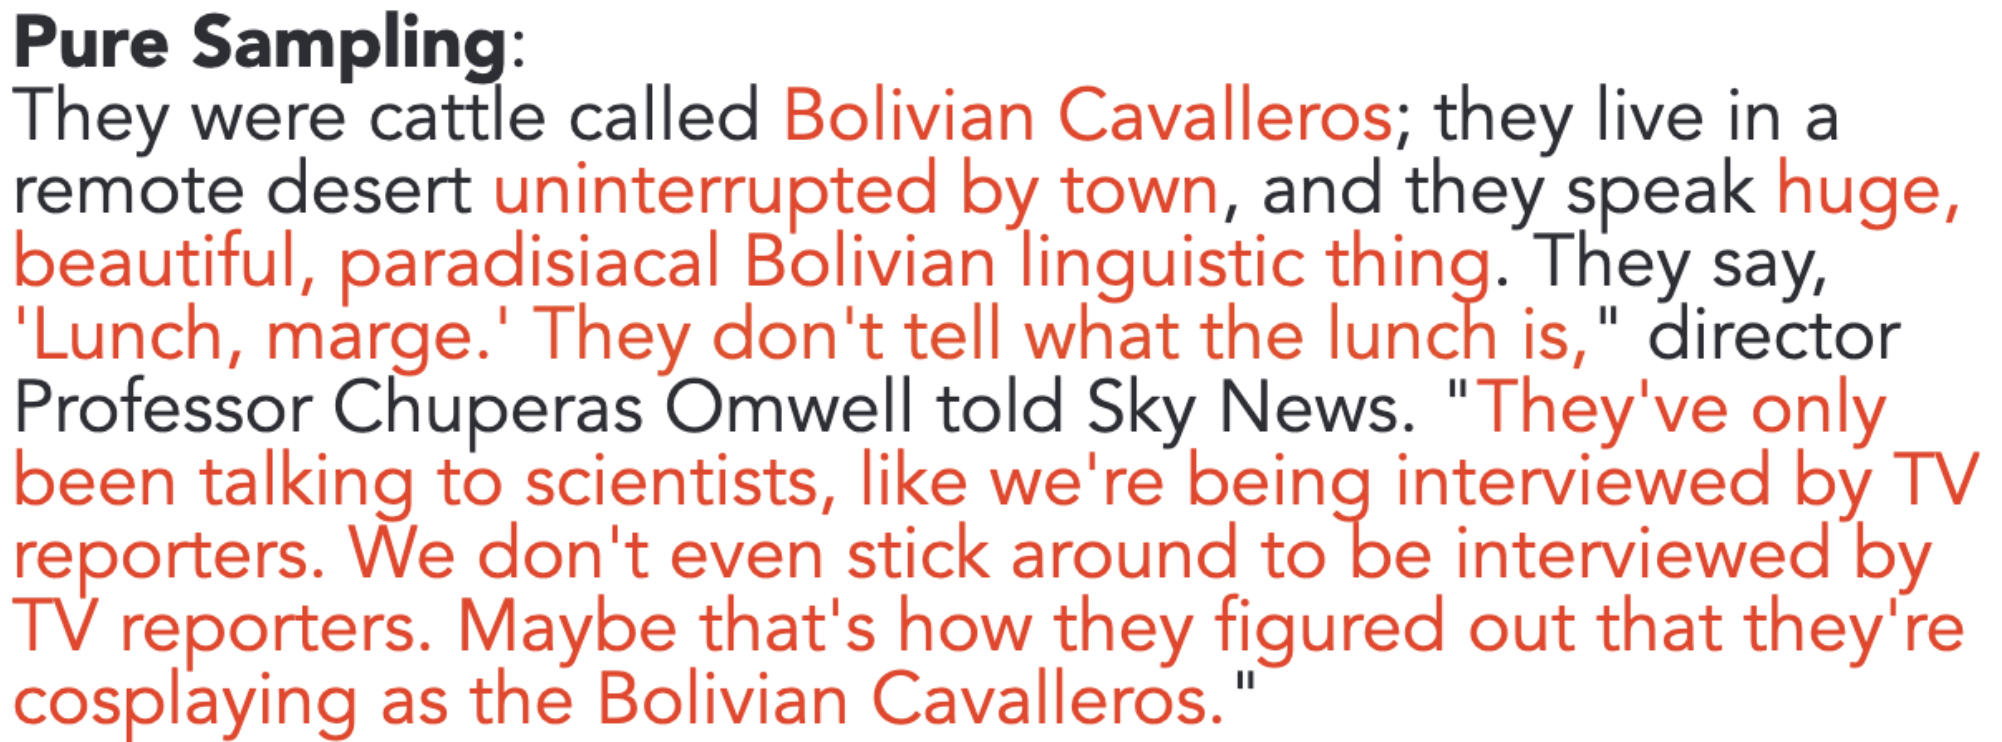 Pure Sampling:
They were cattle called Bolivian Cavalleros; they live in a
remote desert uninterrupted by town, and they speak huge,
beautiful, paradisiacal Bolivian linguistic thing. They say,
'Lunch, marge.' They don't tell what the lunch is," director
Professor Chuperas Omwell told Sky News. "They've only
been talking to scientists, like we're being interviewed by TV
reporters. We don't even stick around to be interviewed by
TV reporters. Maybe that's how they figured out that they're
cosplaying as the Bolivian Cavalleros."